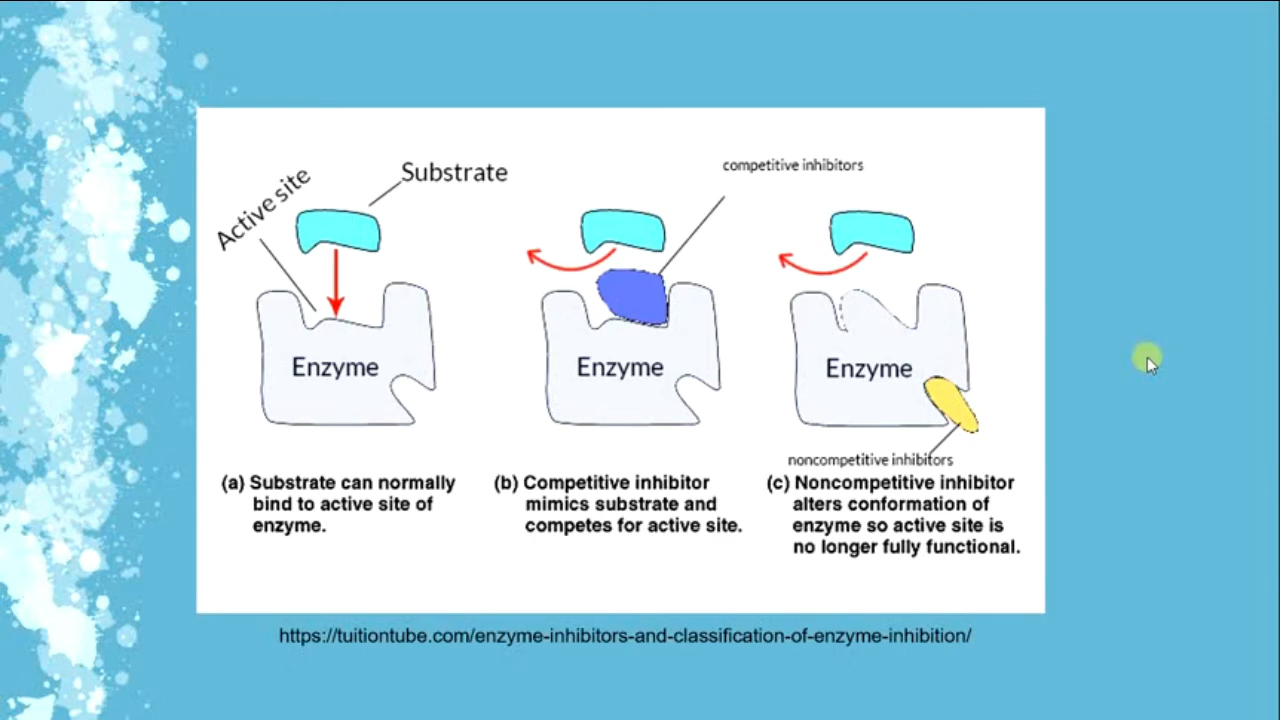 Active site
Substrate
competitive inhibitors
Enzyme
Enzyme
Enzyme
noncompetitive inhibitors
(a) Substrate can normally
bind to active site of
enzyme.
(b) Competitive inhibitor
mimics substrate and
competes for active site.
(c) Noncompetitive inhibitor
alters conformation of
enzyme so active site is
no longer fully functional.
https://tuitiontube.com/enzyme-inhibitors-and-classification-of-enzyme-inhibition/